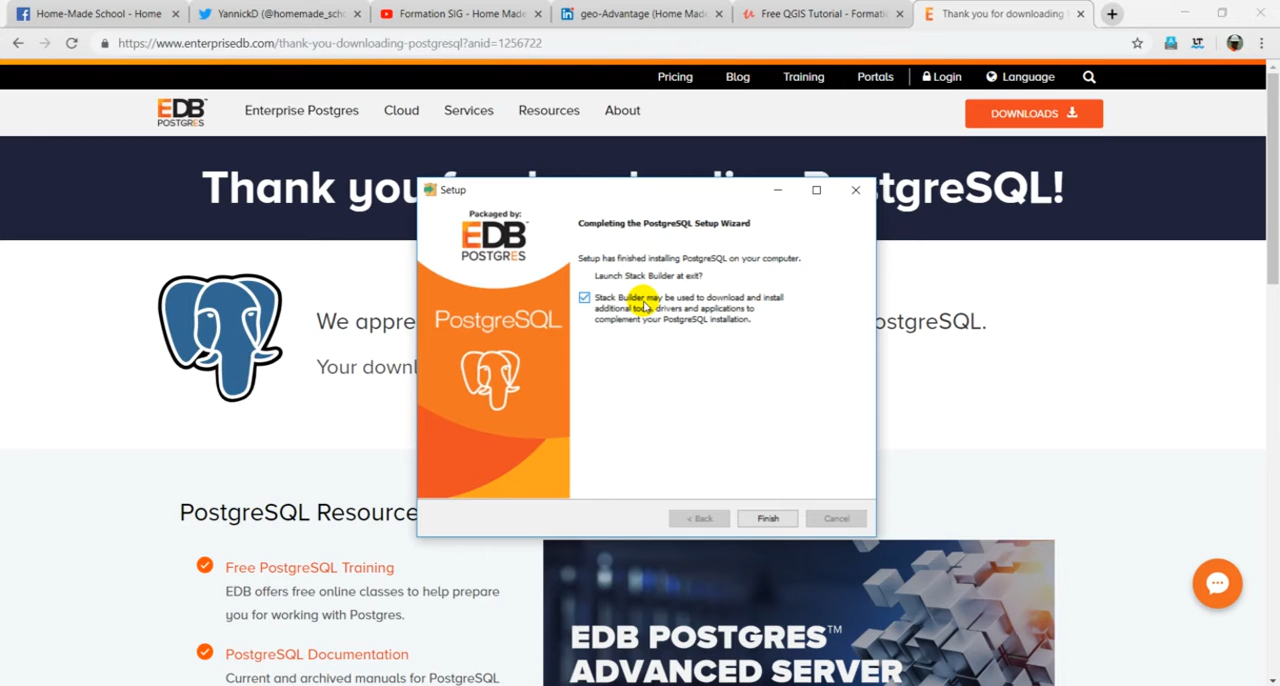 Home-Made School - Home
YannickD (@homemade_sch
Formation SIG - Home Made
geo-Advantage (Home Mad
Free QGIS Tutorial - Formati
Thank you for downloading
https://www.enterprisedb.com/thank-you-downloading-postgresql?anid=1256722
Pricing
Blog
Training
Portals
Login
Language
EDB
POSTGRES
Enterprise Postgres
Cloud
Services
Resources
About
DOWNLOADS
Thank you
tgreSQL!
Setup
Packaged by:
EDB
POSTGRES
PostgreSQL
Completing the PostgreSQL Setup Wizard
Setup has finished installing PostgreSQL on your computer.
Launch Stack Builder at exit?
Stack Builder may be used to download and install
additional tools, drivers and applications to
complement your PostgreSQL installation.
< Back
Finish
Cancel
We appre
ostgreSQL.
Your downl
PostgreSQL Resource
Free PostgreSQL Training
EDB offers free online classes to help prepare
you for working with Postgres.
PostgreSQL Documentation
Current and archived manuals for PostgreSQL
EDB POSTGRES™
ADVANCED SERVER